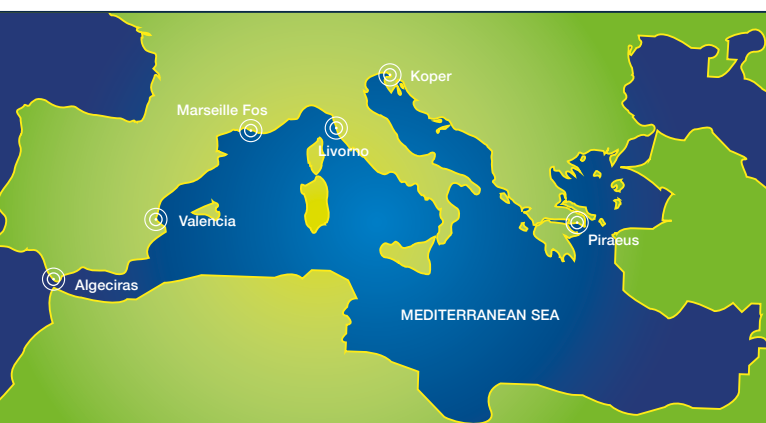 Koper
Marseille Fos
Livorno
Valencia
Piraeus
Algeciras
MEDITERRANEAN SEA